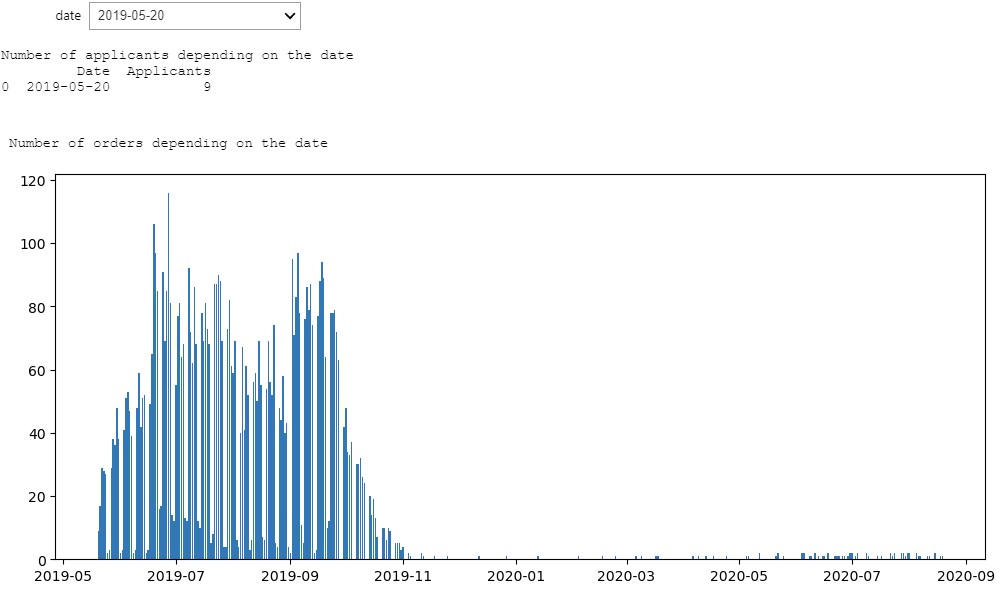 date 2019-05-20
Number of applicants depending on the date
Date Applicants
0 2019-05-20 9
Number of orders depending on the date
120
100
80
60
40
20
0
2019-05 2019-07 2019-09 2019-11 2020-01 2020-03 2020-05 2020-07 2020-09